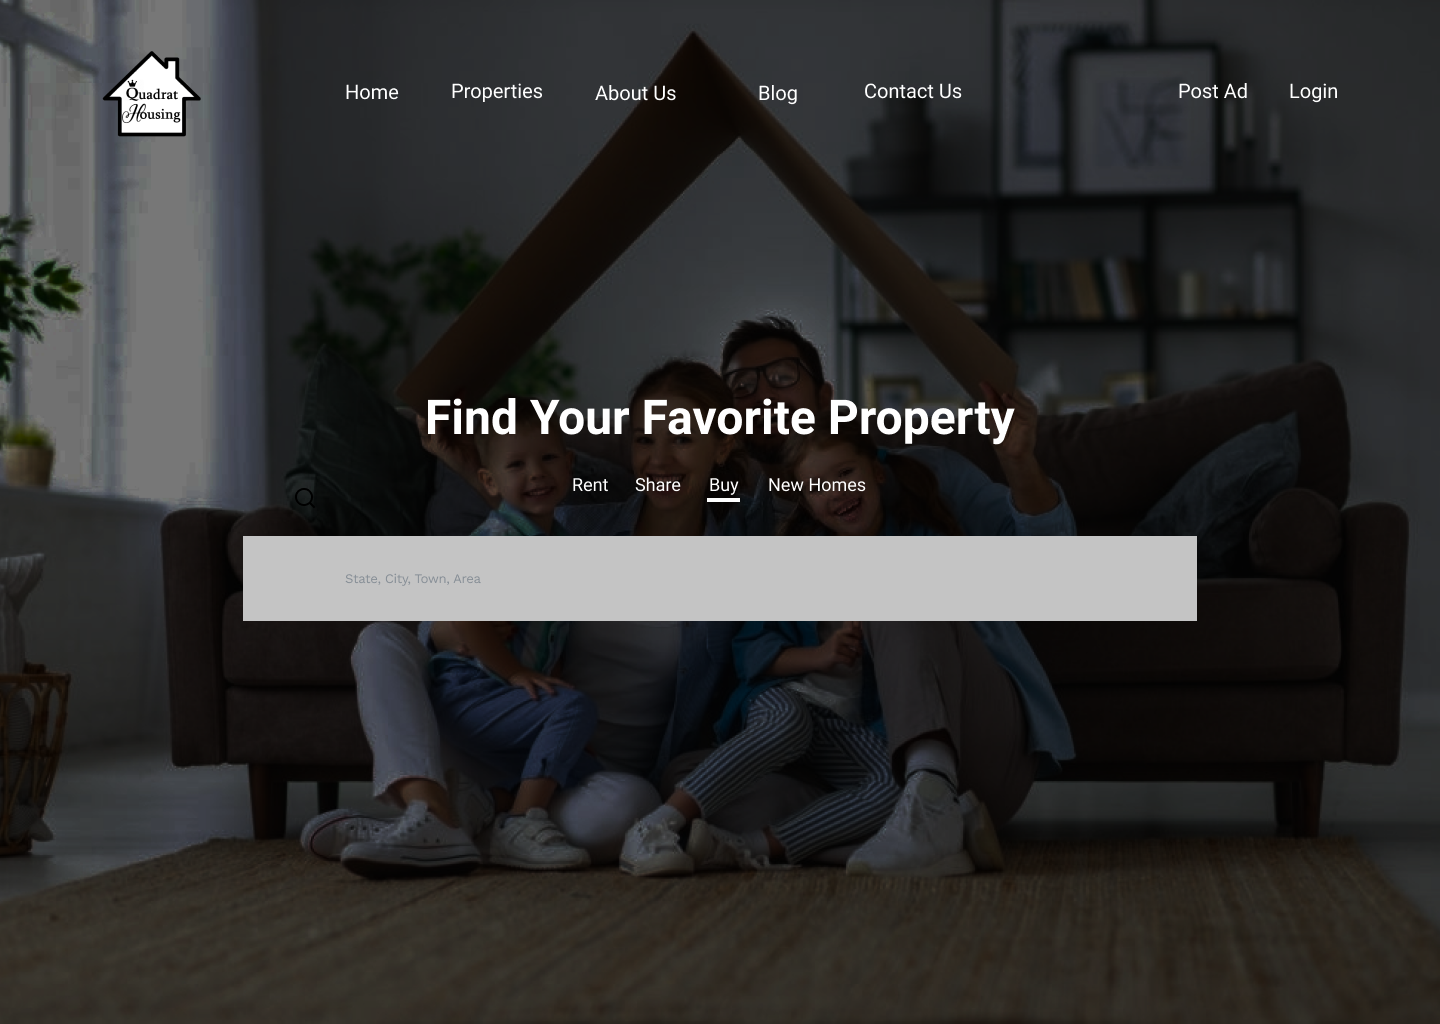 Quadrat
Housing
Home Properties About Us Blog Contact Us Post Ad Login
Find Your Favorite Property
Rent Share Buy New Homes
State, City, Town, Area